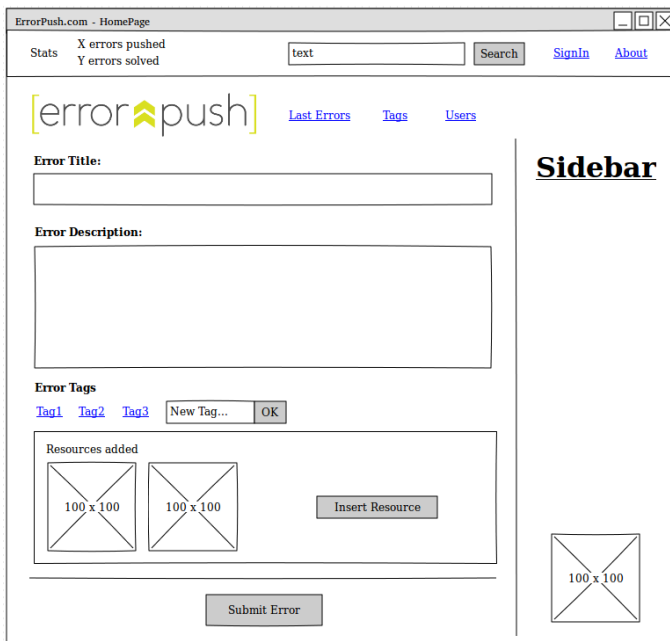 ErrorPush.com - HomePage
Stats
X errors pushed
Y errors solved
text
Search
SignIn
About
[error push]
Last Errors
Tags
Users
Error Title:
Sidebar
Error Description:
Error Tags
Tag1
Tag2
Tag3
New Tag...
OK
Resources added
100 x 100
100 x 100
Insert Resource
100 x 100
Submit Error